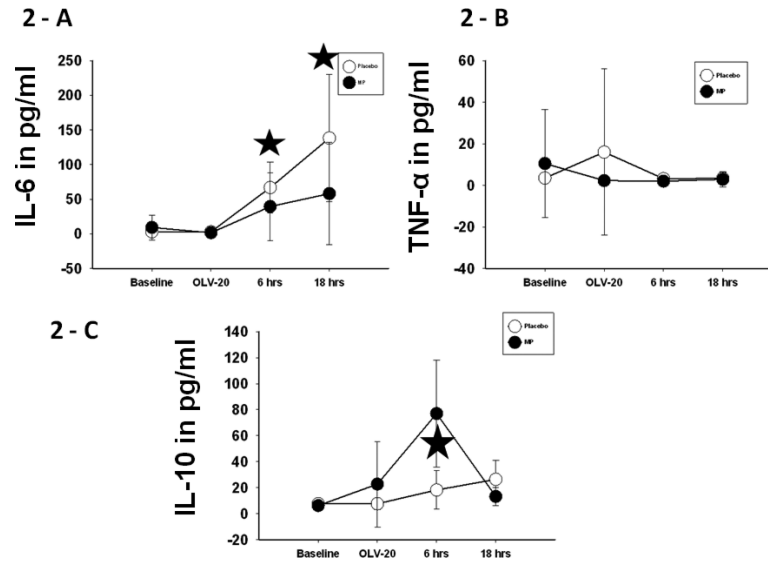 2 - A
IL-6 in pg/ml
250
200
150
100
50
0
-50
Baseline OLV-20 6 hrs 18 hrs
Placebo
MP
2 - B
TNF-α in pg/ml
60
40
20
0
-20
-40
Baseline OLV-20 6 hrs 18 hrs
Placebo
MP
2 - C
IL-10 in pg/ml
140
120
100
80
60
40
20
0
-20
Baseline OLV-20 6 hrs 18 hrs
Placebo
MP